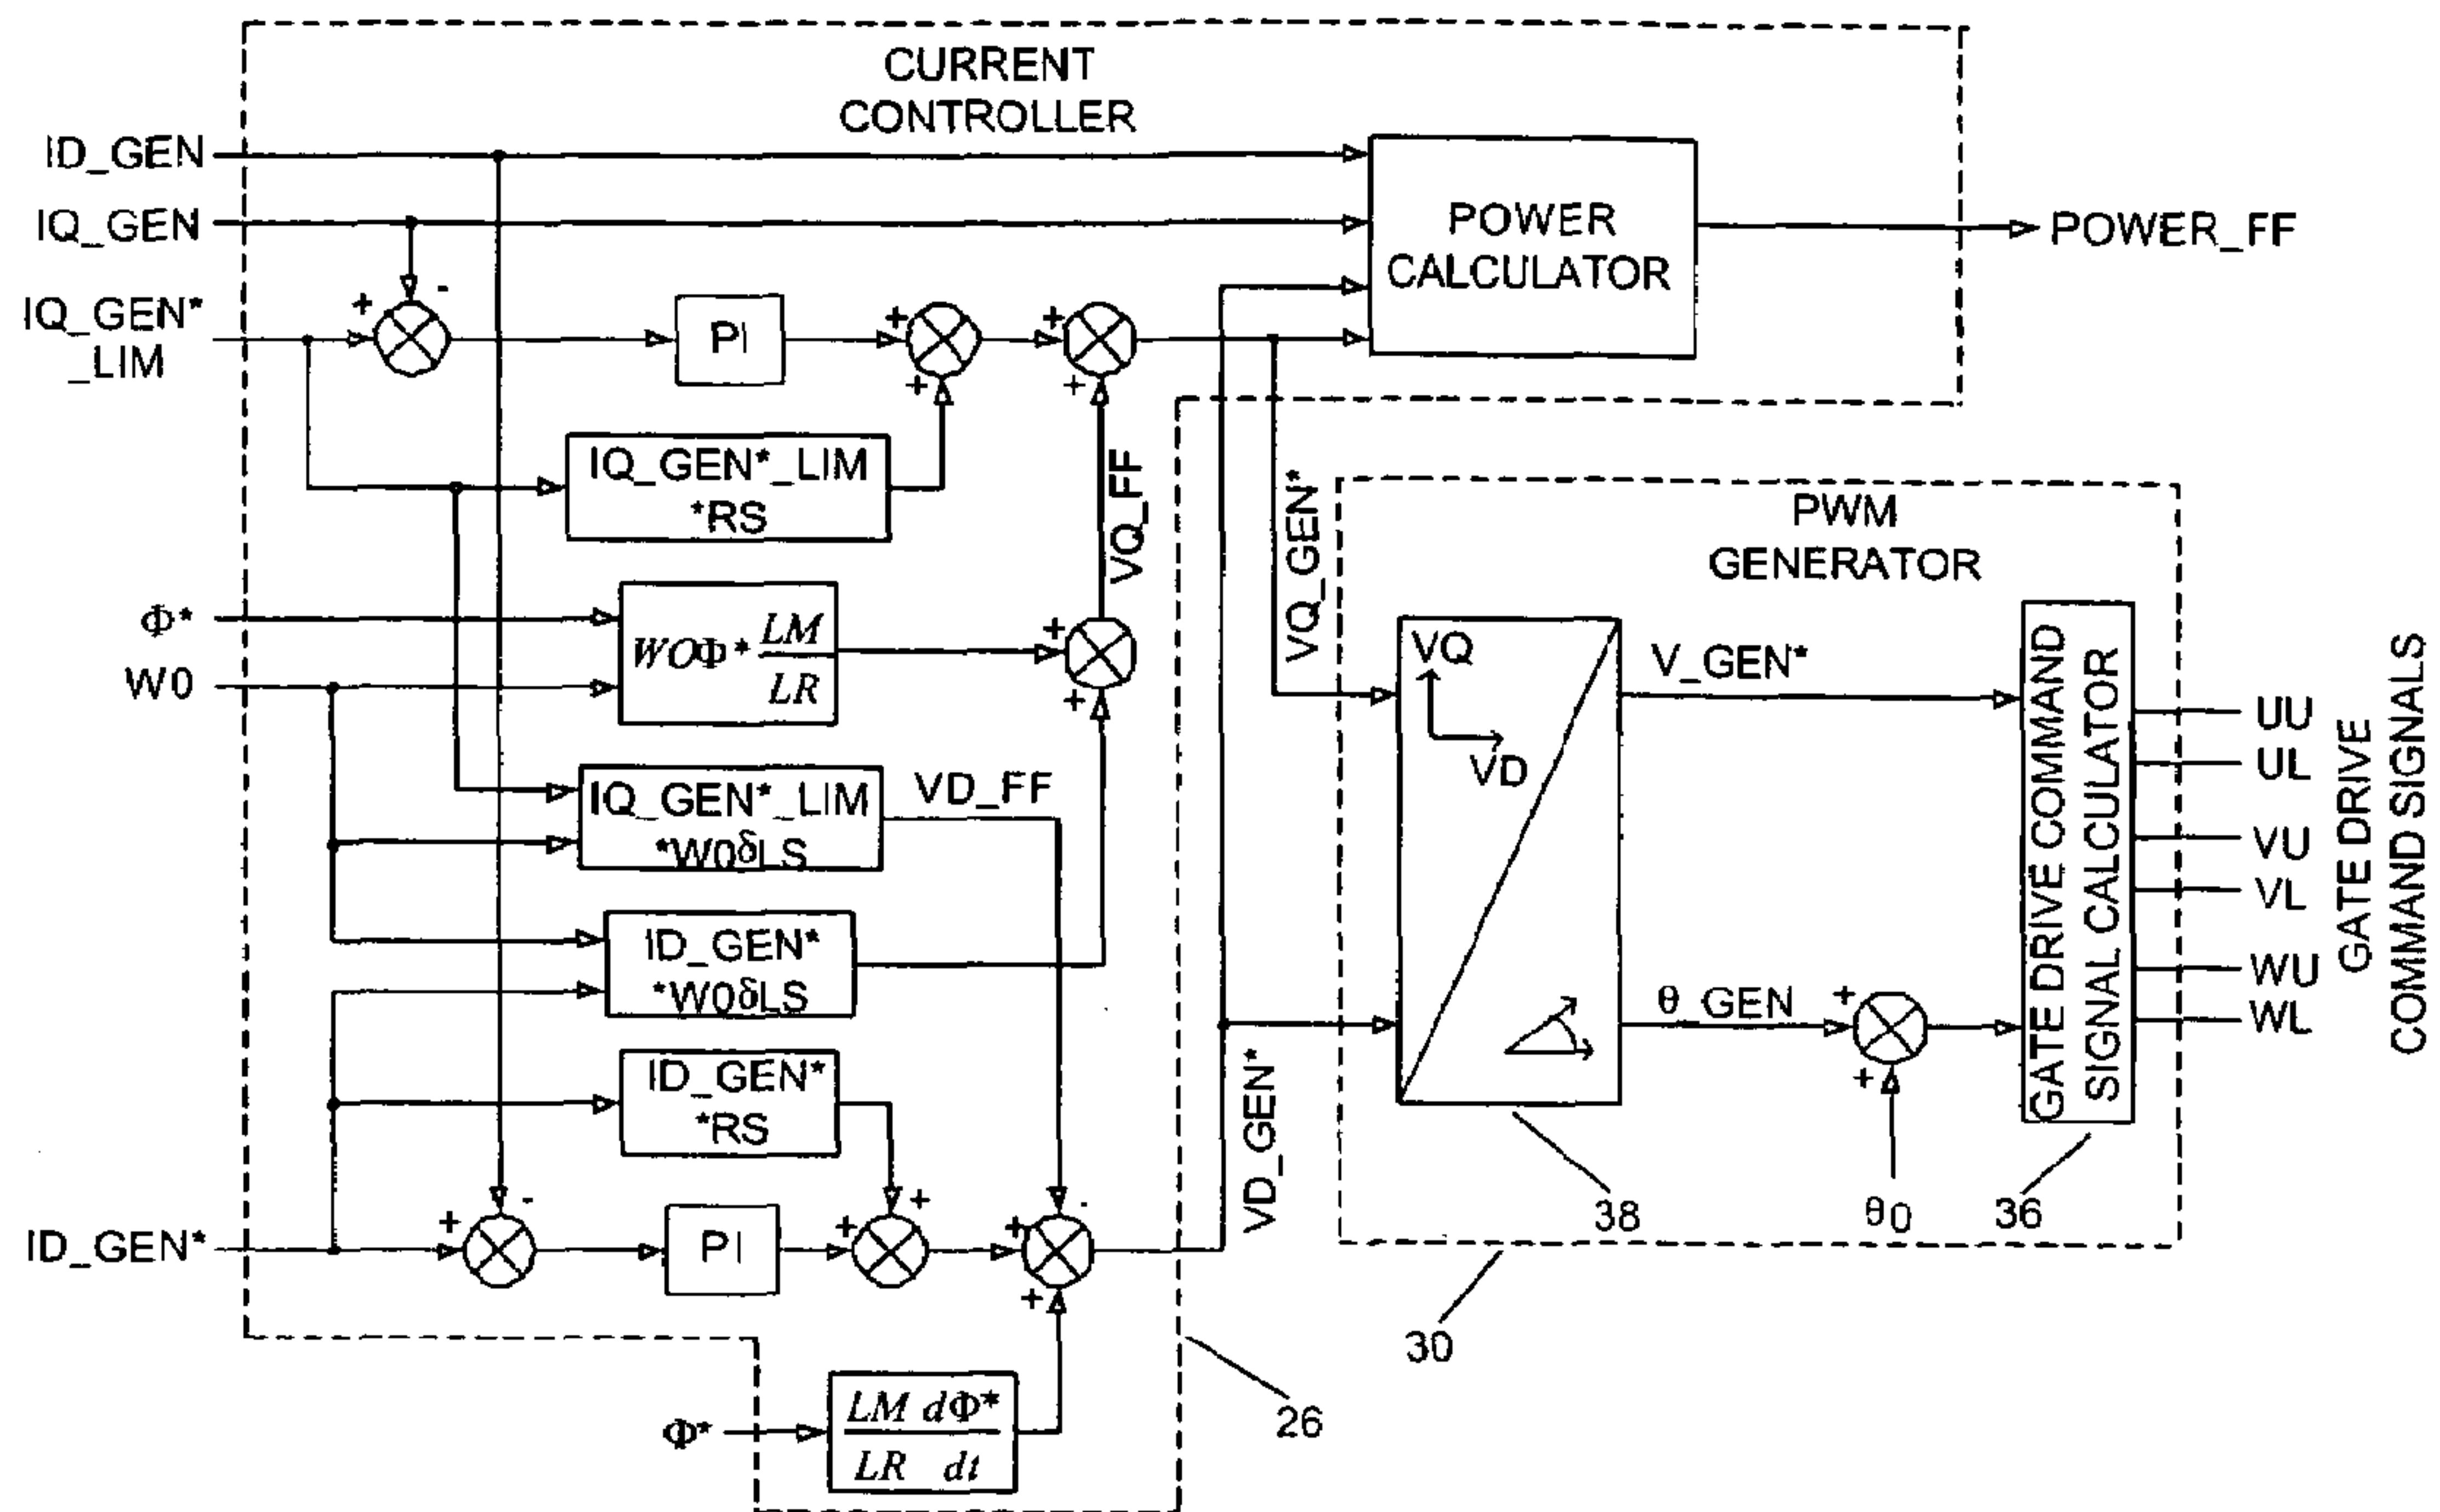 CURRENT
CONTROLLER
ID_GEN
IQ_GEN
IQ_GEN*
_LIM
+
-
PI
+
+
+
+
POWER
CALCULATOR
POWER_FF
IQ_GEN*_LIM
*RS
VQ_FF
VQ_GEN*
Φ*
W0
WOΦ* LM
LR
+
+
IQ_GEN*_LIM
*W0δLS
VD_FF
ID_GEN*
*W0δLS
ID_GEN*
*RS
ID_GEN*
+
-
PI
+
+
+
-
+
VD_GEN*
Φ*
LM dΦ*
LR dt
26
PWM
GENERATOR
VQ
VD
V_GEN*
θ GEN
+
+
θ0
GATE DRIVE COMMAND
SIGNAL CALCULATOR
UU
UL
VU
VL
WU
WL
GATE DRIVE
COMMAND SIGNALS
38
36
30